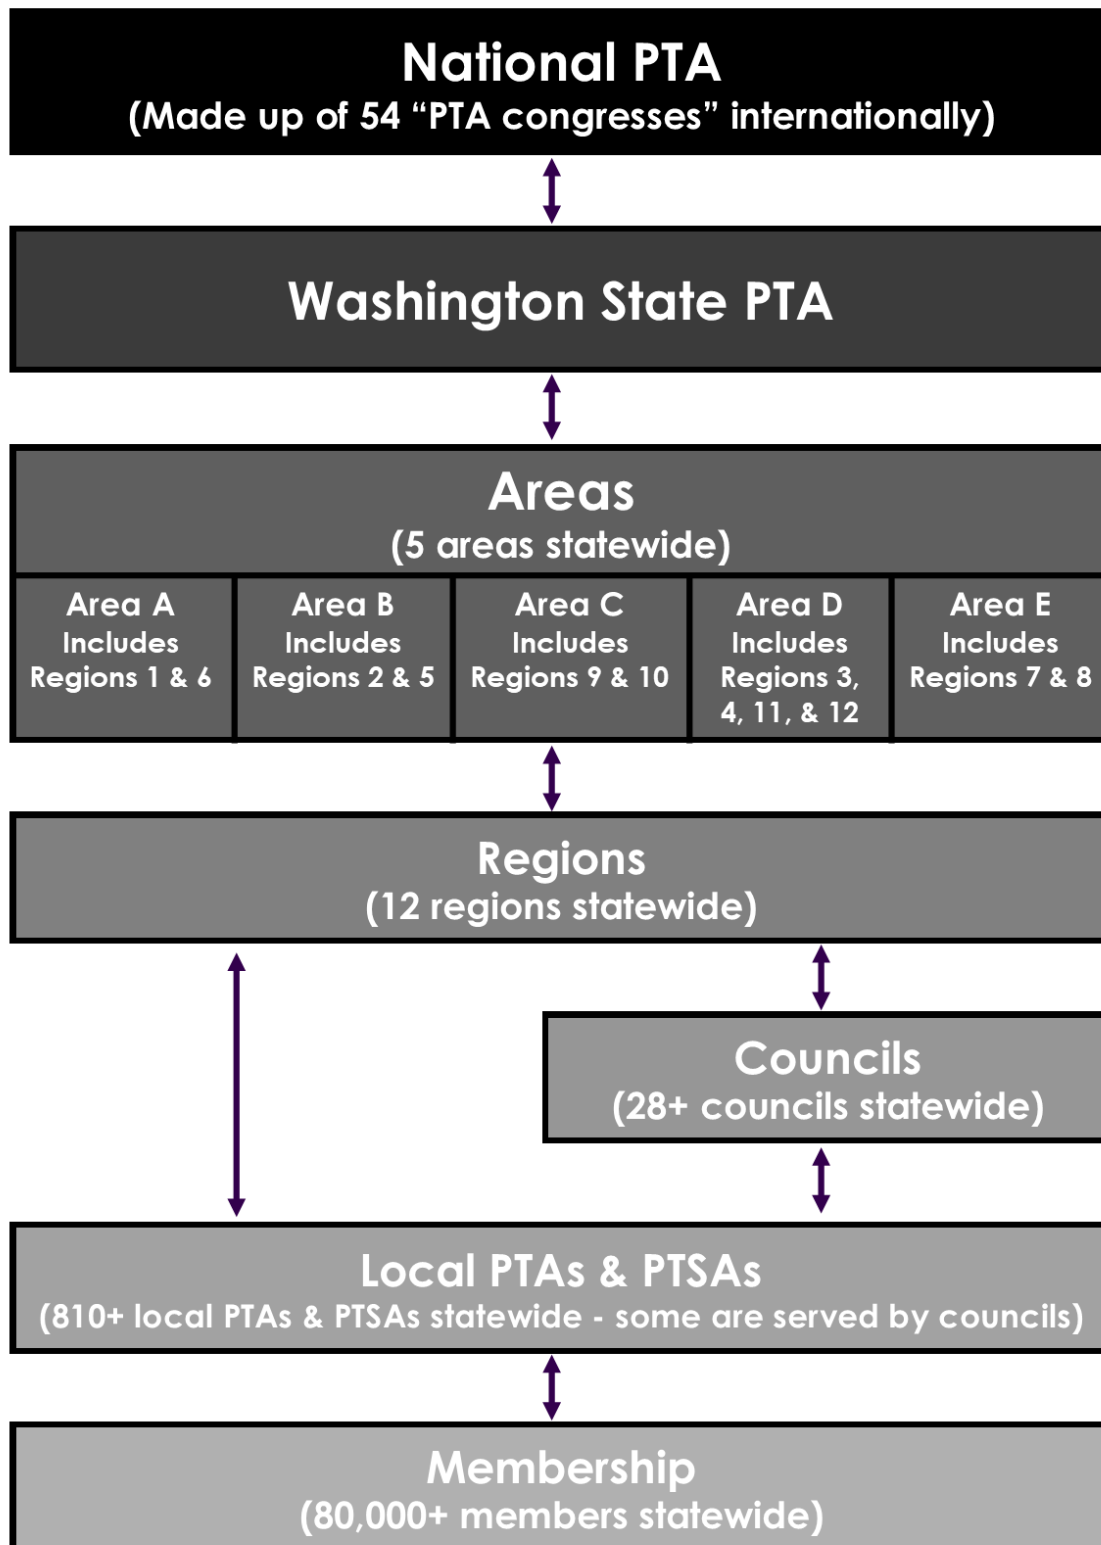 National PTA
(Made up of 54 “PTA congresses” internationally)
Washington State PTA
Areas
(5 areas statewide)
Area A
Includes
Regions 1 & 6
Area B
Includes
Regions 2 & 5
Area C
Includes
Regions 9 & 10
Area D
Includes
Regions 3,
4, 11, & 12
Area E
Includes
Regions 7 & 8
Regions
(12 regions statewide)
Councils
(28+ councils statewide)
Local PTAs & PTSAs
(810+ local PTAs & PTSAs statewide - some are served by councils)
Membership
(80,000+ members statewide)